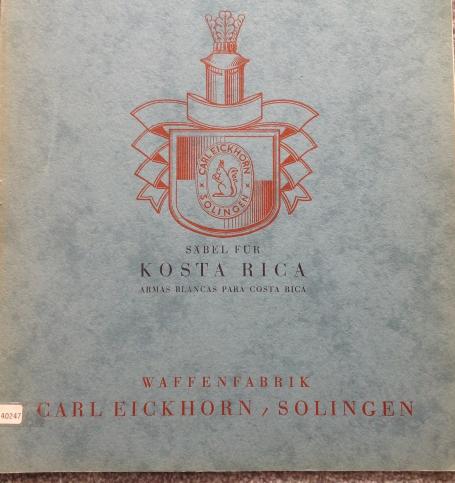 CARL EICKHORN
SOLINGEN
SÄBEL FÜR
KOSTA RICA
ARMAS BLANCAS PARA COSTA RICA
WAFFENFABRIK
CARL EICKHORN, SOLINGEN
40247